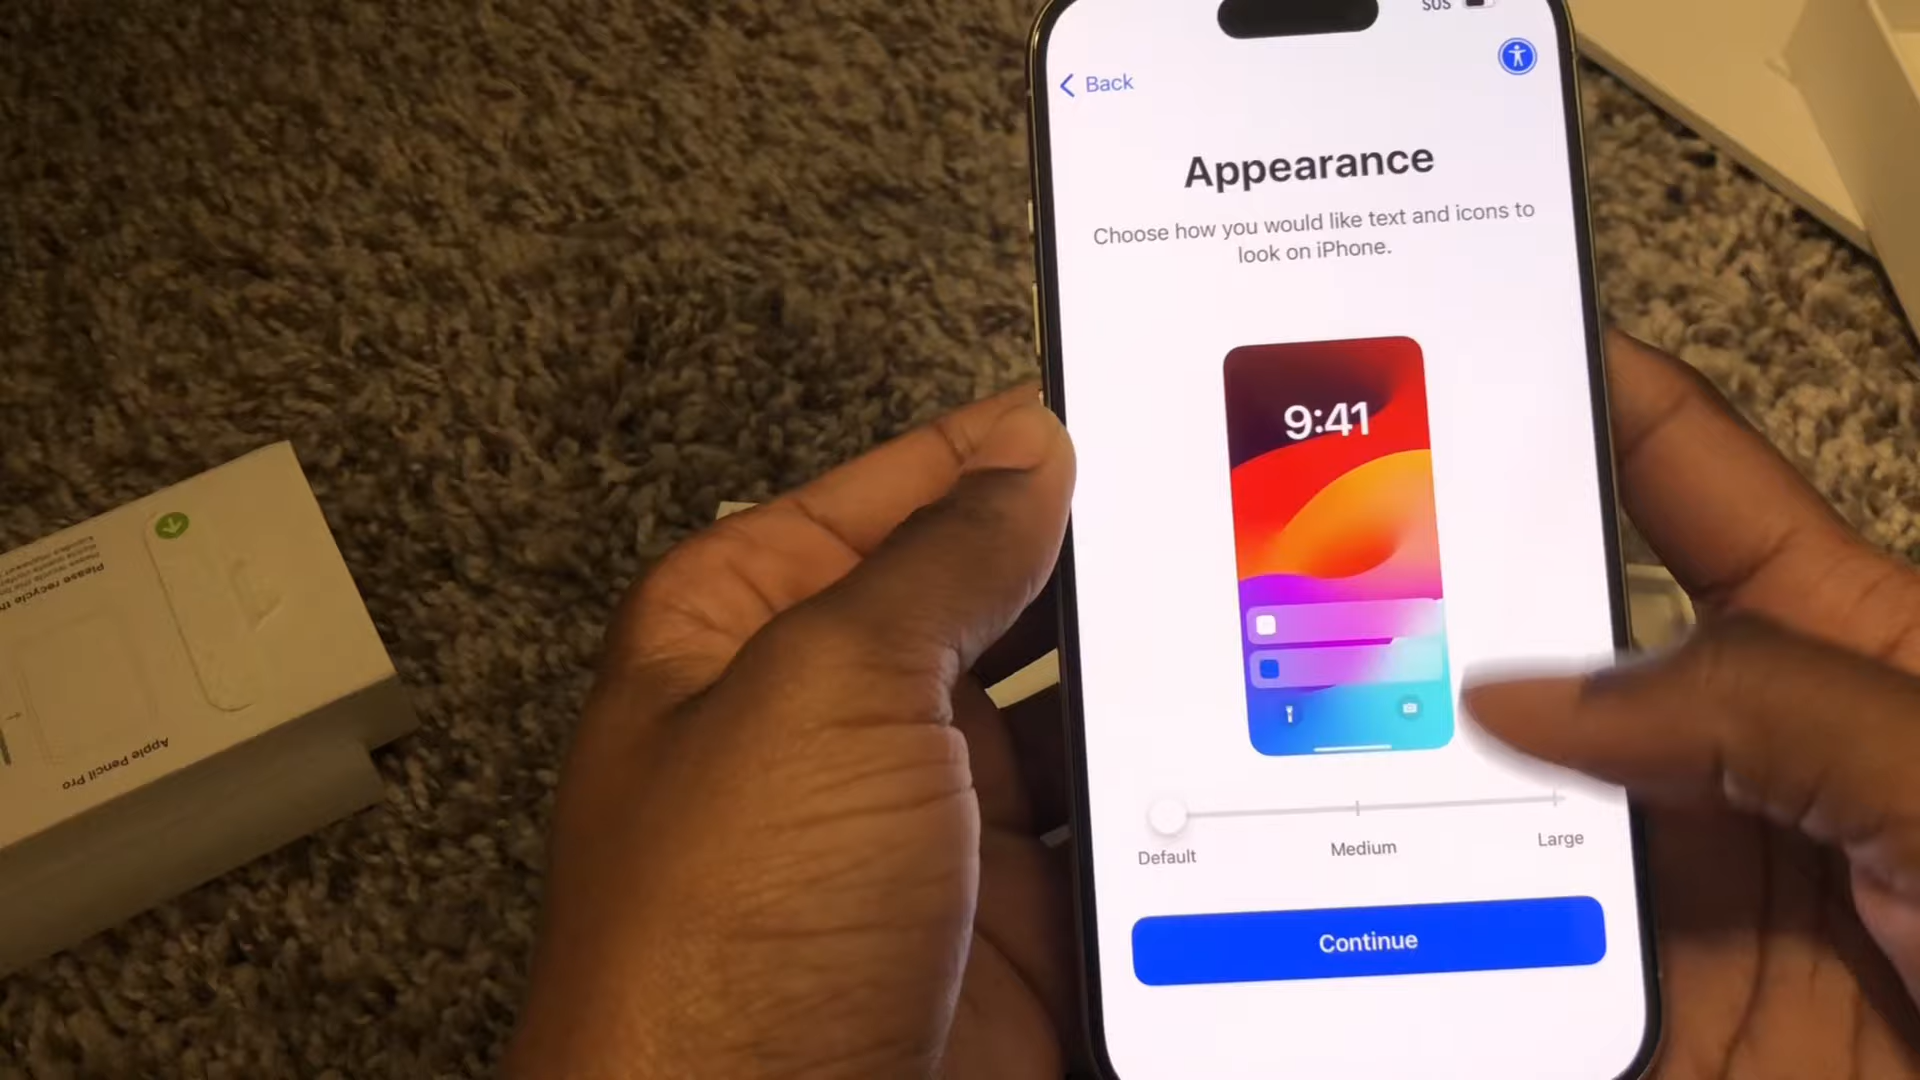 SOS
Back
Appearance
Choose how you would like text and icons to
look on iPhone.
9:41
Default
Medium
Large
Continue
Please recycle th
Apple Pencil Pro